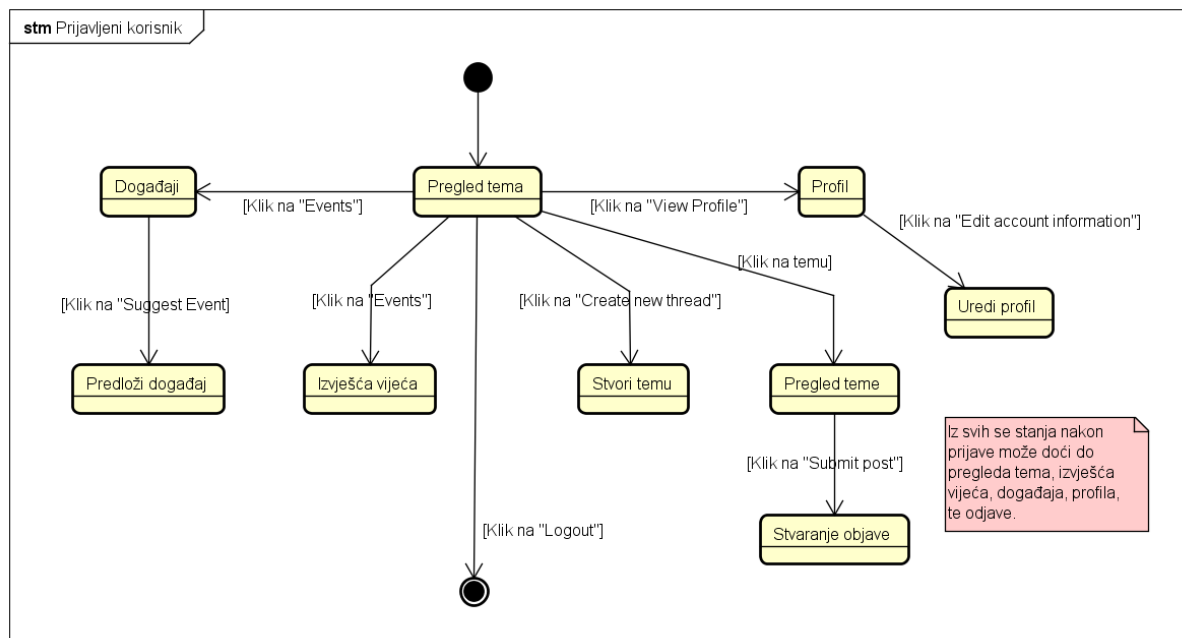 stm Prijavljeni korisnik
Događaji
Pregled tema
Profil
[Klik na "Events"]
[Klik na "View Profile"]
[Klik na "Edit account information"]
[Klik na temu]
[Klik na "Suggest Event]
[Klik na "Events"]
[Klik na "Create new thread"]
Uredi profil
Predloži događaj
Izvješća vijeća
Stvori temu
Pregled teme
Iz svih se stanja nakon
prijave može doći do
pregleda tema, izvješća
vijeća, događaja, profila,
te odjave.
[Klik na "Submit post"]
[Klik na "Logout"]
Stvaranje objave